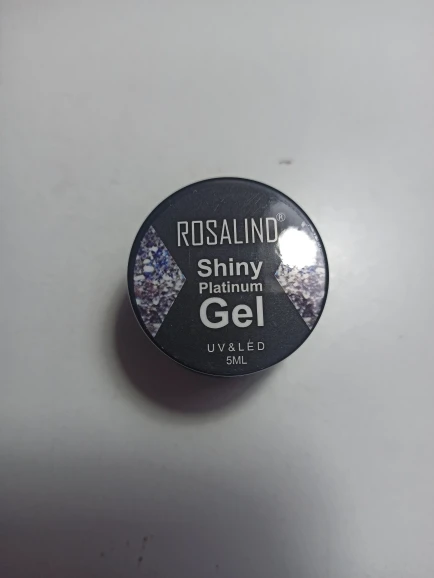 ROSALIND®
Shiny
Platinum
Gel
UV&LED
5ML